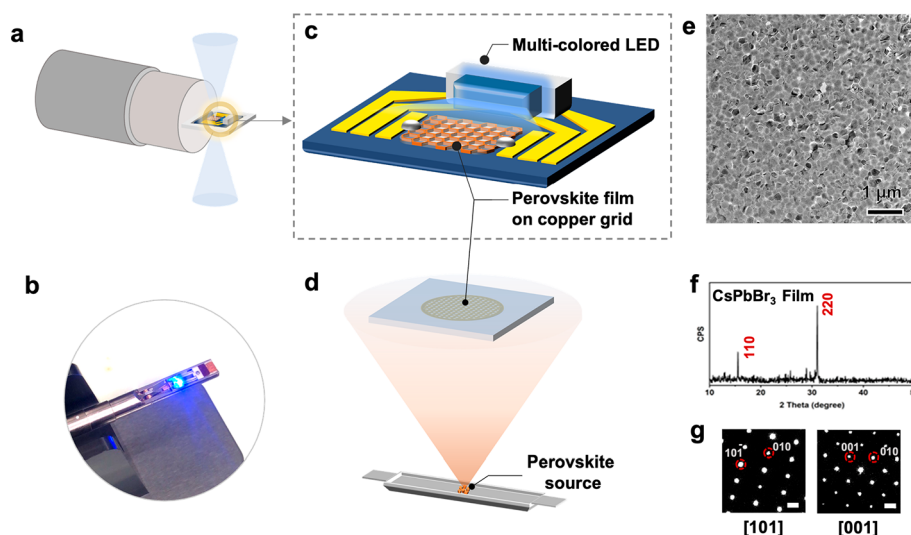 a
c
Multi-colored LED
Perovskite film
on copper grid
e
1 µm
b
d
Perovskite
source
f
CsPbBr3 Film
CPS
110
220
10
20
30
40
2 Theta (degree)
g
101
010
[101]
001
010
[001]